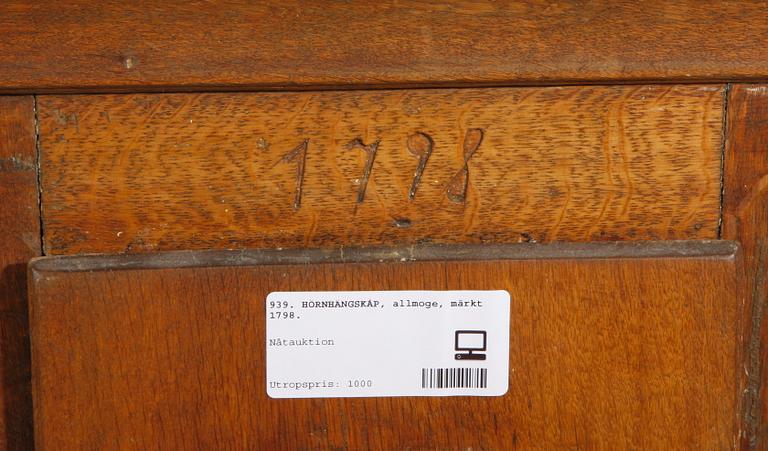 1798
939. HÖRNHÄNGSKÅP, allmoge, märkt
1798.
Nätauktion
Utropspris: 1000